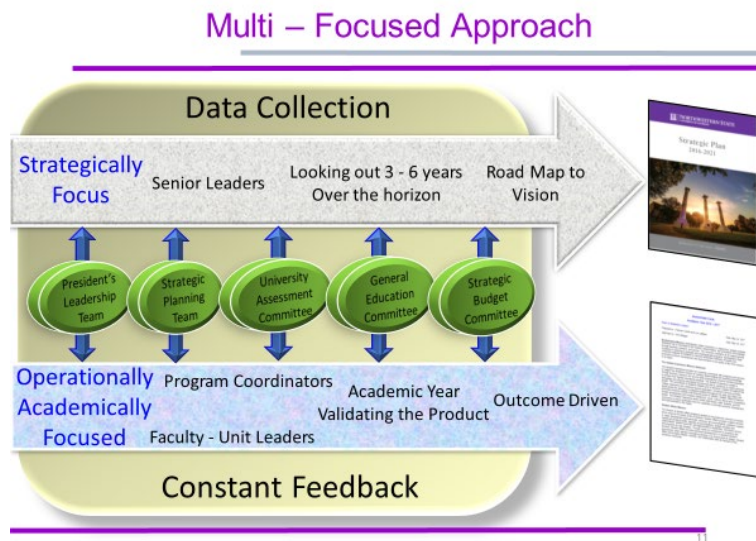 Multi – Focused Approach
Data Collection
Strategically
Focus
Senior Leaders
Looking out 3 - 6 years
Over the horizon
Road Map to
Vision
Strategic Plan
2016-2021
President's
Leadership
Team
Strategic
Planning
Team
University
Assessment
Committee
General
Education
Committee
Strategic
Budget
Committee
Operationally
Academically
Focused
Program Coordinators
Faculty - Unit Leaders
Academic Year
Validating the Product
Outcome Driven
Constant Feedback
11